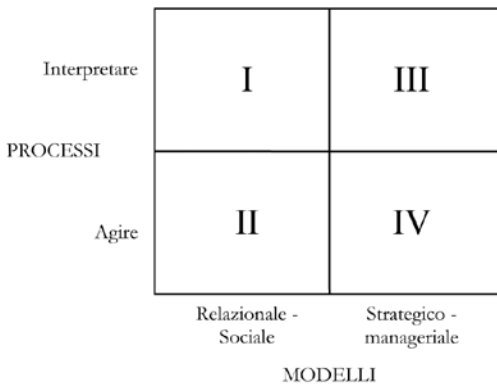 Interpretare
I
III
PROCESSI
Agire
II
IV
Relazionale -
Sociale
Strategico -
manageriale
MODELLI